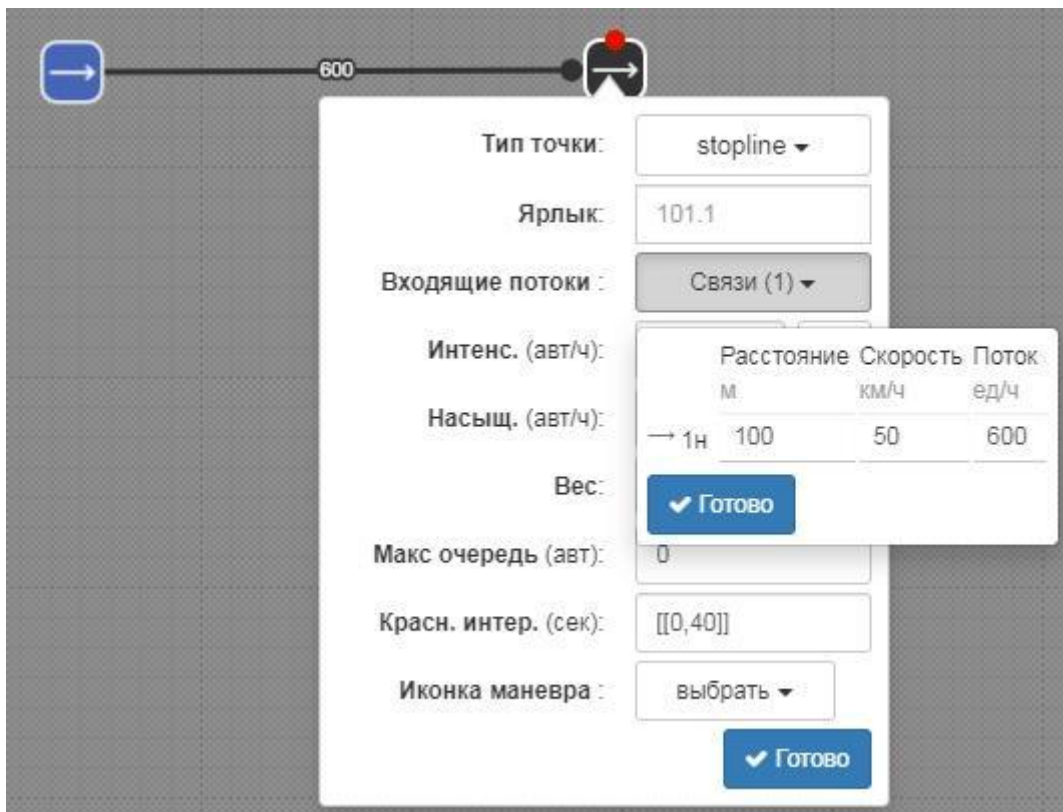 600
Тип точки: stopline
Ярлык: 101.1
Входящие потоки : Связи (1)
Интенс. (авт/ч):
Насыщ. (авт/ч):
Вес:
Макс очередь (авт): 0
Красн. интер. (сек): [[0,40]]
Иконка маневра : выбрать
Готово
Расстояние Скорость Поток
м км/ч ед/ч
→ 1н 100 50 600
Готово